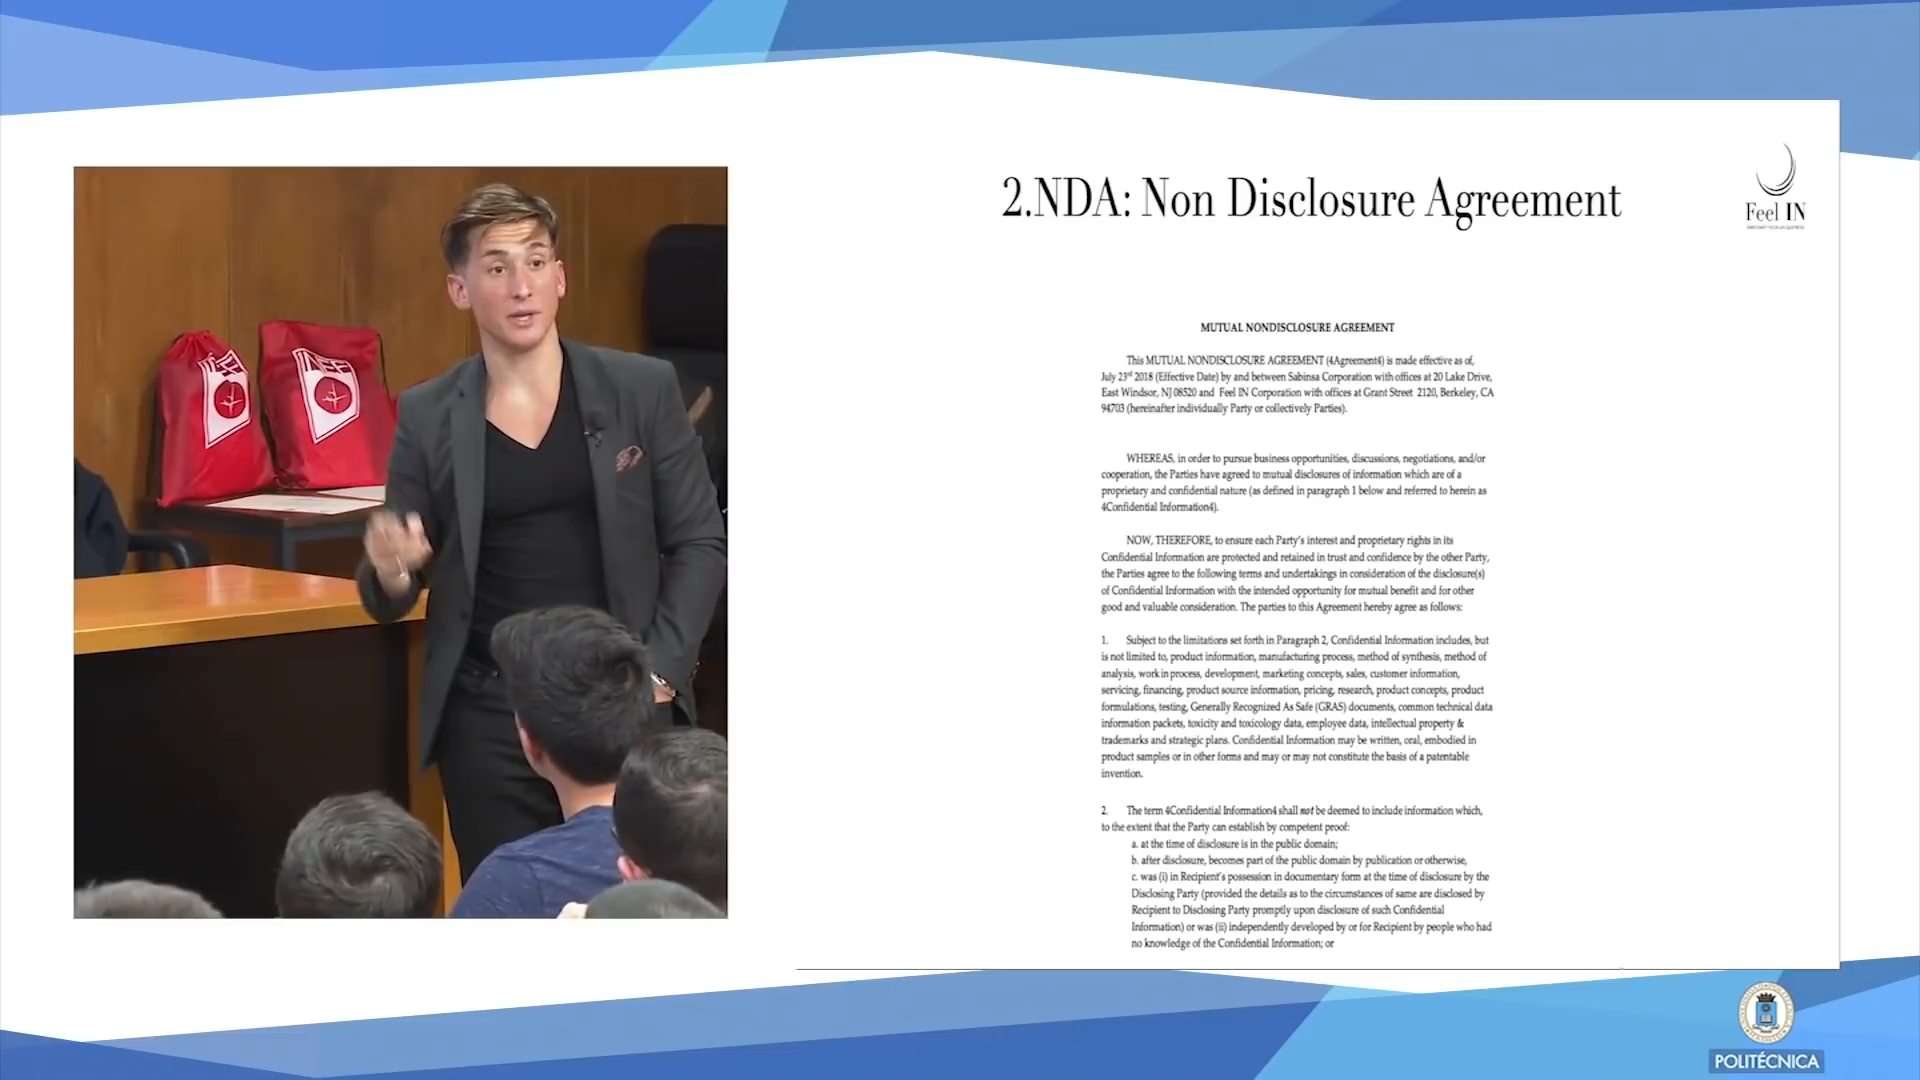 2.NDA: Non Disclosure Agreement
Feel IN
MUTUAL NONDISCLOSURE AGREEMENT
This MUTUAL NONDISCLOSURE AGREEMENT (4Agreement4) is made effective as of,
July 23rd 2018 (Effective Date) by and between Sabinsa Corporation with offices at 20 Lake Drive,
East Windsor, NJ 08520 and Feel IN Corporation with offices at Grant Street 2120, Berkeley, CA
94703 (hereinafter individually Party or collectively Parties).
WHEREAS, in order to pursue business opportunities, discussions, negotiations, and/or
cooperation, the Parties have agreed to mutual disclosures of information which are of a
proprietary and confidential nature (as defined in paragraph 1 below and referred to herein as
4Confidential Information4).
NOW, THEREFORE, to ensure each Party's interest and proprietary rights in its
Confidential Information are protected and retained in trust and confidence by the other Party,
the Parties agree to the following terms and undertakings in consideration of the disclosure(s)
of Confidential Information with the intended opportunity for mutual benefit and for other
good and valuable consideration. The parties to this Agreement hereby agree as follows:
1. Subject to the limitations set forth in Paragraph 2, Confidential Information includes, but
is not limited to, product information, manufacturing process, method of synthesis, method of
analysis, work in process, development, marketing concepts, sales, customer information,
servicing, financing, product source information, pricing, research, product concepts, product
formulations, testing, Generally Recognized As Safe (GRAS) documents, common technical data
information packets, toxicity and toxicology data, employee data, intellectual property &
trademarks and strategic plans. Confidential Information may be written, oral, embodied in
product samples or in other forms and may or may not constitute the basis of a patentable
invention.
2. The term 4Confidential Information4 shall not be deemed to include information which,
to the extent that the Party can establish by competent proof:
a. at the time of disclosure is in the public domain;
b. after disclosure, becomes part of the public domain by publication or otherwise,
c. was (i) in Recipient's possession in documentary form at the time of disclosure by the
Disclosing Party (provided the details as to the circumstances of same are disclosed by
Recipient to Disclosing Party promptly upon disclosure of such Confidential
Information) or was (ii) independently developed by or for Recipient by people who had
no knowledge of the Confidential Information; or
POLITÉCNICA